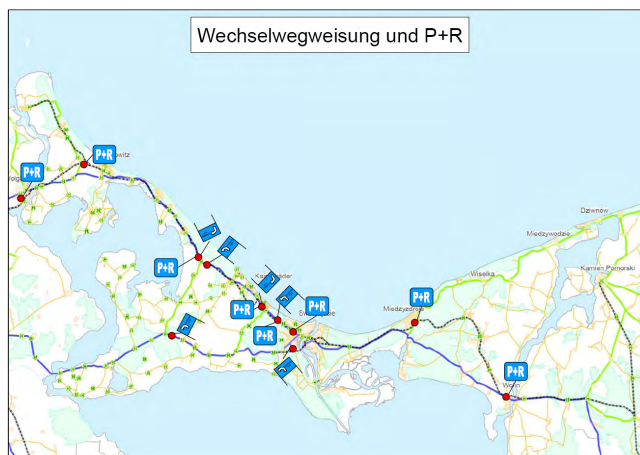 Wechselwegweisung und P+R
P+R
P+R
Dziwnów
Międzywodzie
Kamień Pomorski
P+R
Wisełka
P+R
P+R
P+R
P+R
Międzyzdroje
P+R
Wolin